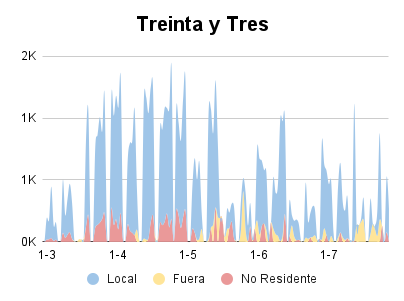 Treinta y Tres
2K
1K
1K
0K
1-3
1-4
1-5
1-6
1-7
Local
Fuera
No Residente